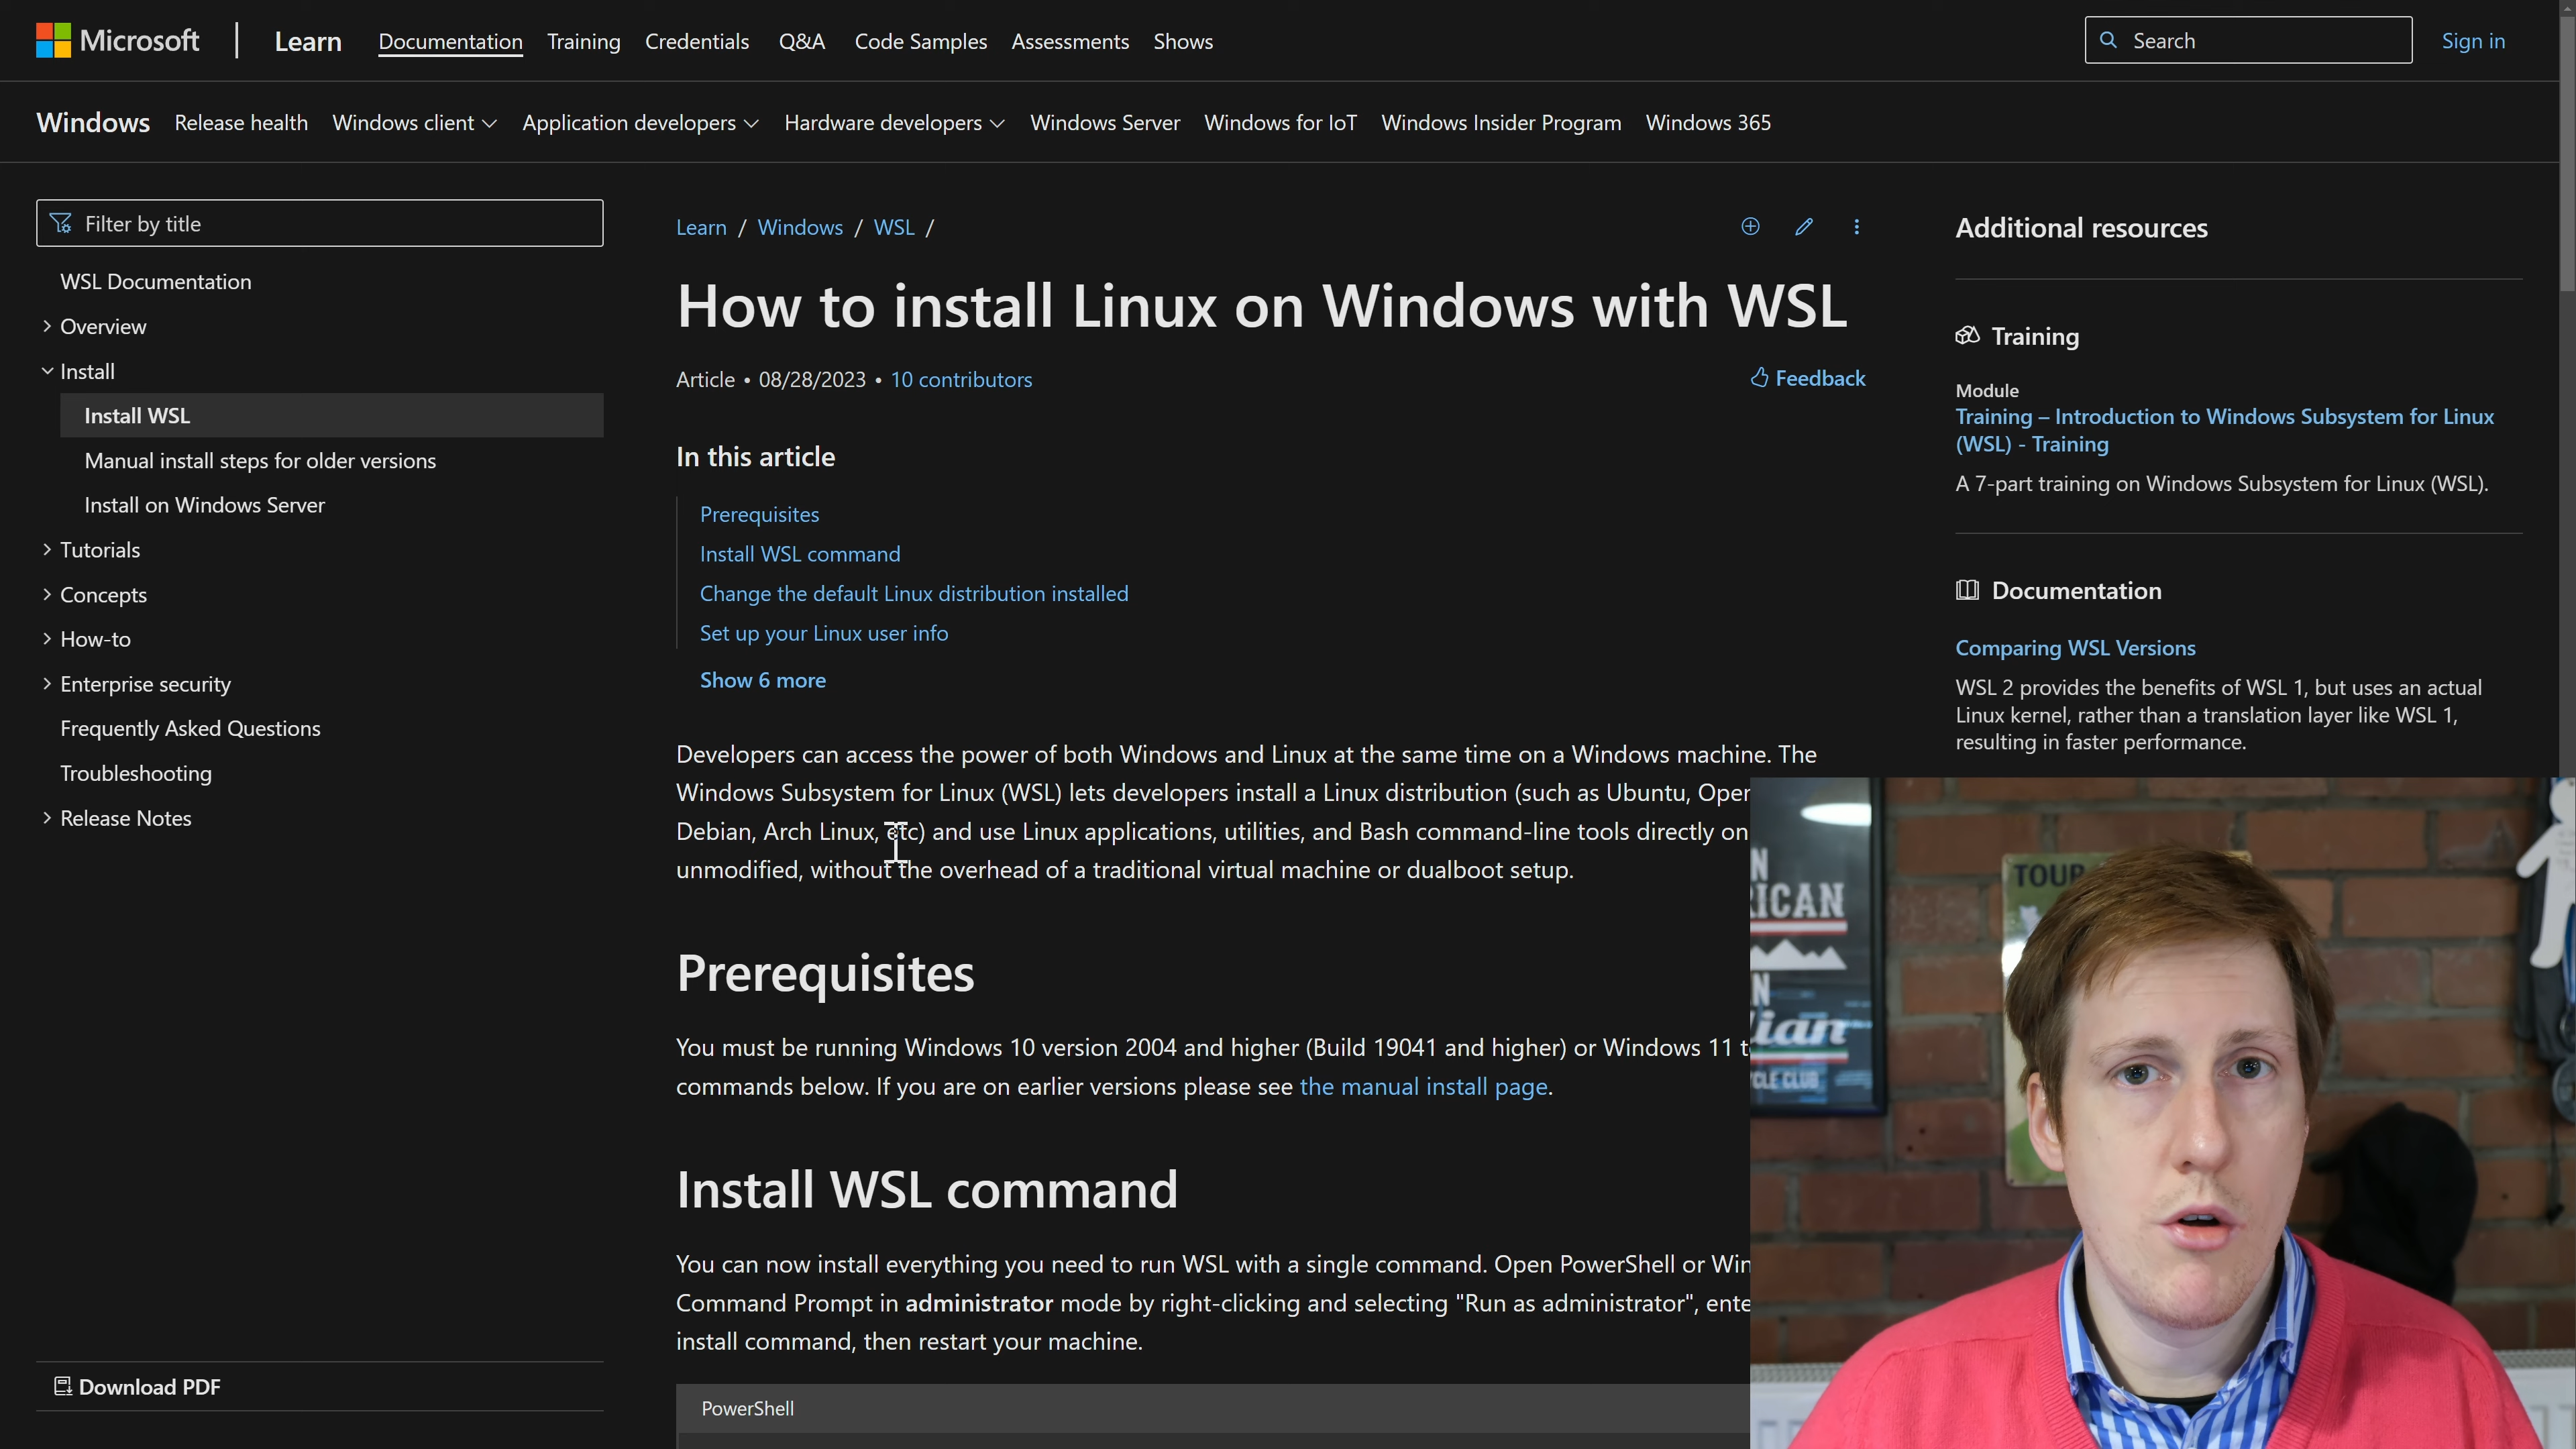 Microsoft
Learn
Documentation
Training
Credentials
Q&A
Code Samples
Assessments
Shows
Search
Sign in
Windows
Release health
Windows client
Application developers
Hardware developers
Windows Server
Windows for IoT
Windows Insider Program
Windows 365
Filter by title
WSL Documentation
Overview
Install
Install WSL
Manual install steps for older versions
Install on Windows Server
Tutorials
Concepts
How-to
Enterprise security
Frequently Asked Questions
Troubleshooting
Release Notes
Download PDF
Learn / Windows / WSL /
How to install Linux on Windows with WSL
Article • 08/28/2023 • 10 contributors
Feedback
In this article
Prerequisites
Install WSL command
Change the default Linux distribution installed
Set up your Linux user info
Show 6 more
Developers can access the power of both Windows and Linux at the same time on a Windows machine. The
Windows Subsystem for Linux (WSL) lets developers install a Linux distribution (such as Ubuntu, Oper
Debian, Arch Linux, etc) and use Linux applications, utilities, and Bash command-line tools directly on
unmodified, without the overhead of a traditional virtual machine or dualboot setup.
Prerequisites
You must be running Windows 10 version 2004 and higher (Build 19041 and higher) or Windows 11 t
commands below. If you are on earlier versions please see the manual install page.
Install WSL command
You can now install everything you need to run WSL with a single command. Open PowerShell or Win
Command Prompt in administrator mode by right-clicking and selecting "Run as administrator", ente
install command, then restart your machine.
PowerShell
Additional resources
Training
Module
Training – Introduction to Windows Subsystem for Linux
(WSL) - Training
A 7-part training on Windows Subsystem for Linux (WSL).
Documentation
Comparing WSL Versions
WSL 2 provides the benefits of WSL 1, but uses an actual
Linux kernel, rather than a translation layer like WSL 1,
resulting in faster performance.
N
ICAN
N
lian
CLE CLUB
TOUR